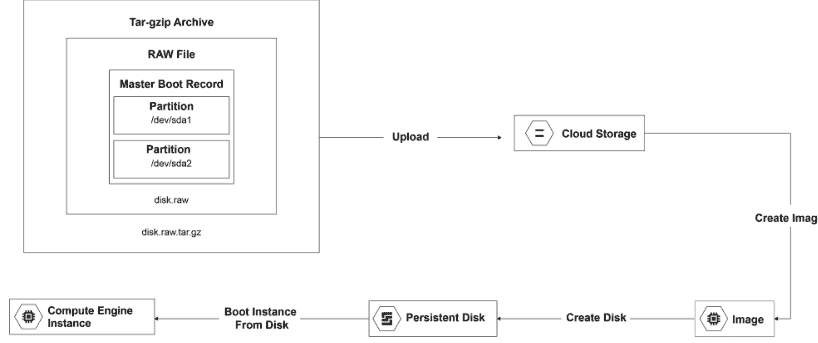 Tar-gzip Archive
RAW File
Master Boot Record
Partition
/dev/sda1
Partition
/dev/sda2
disk.raw
disk.raw.tar.gz
Upload
Cloud Storage
Create Imag
Compute Engine
Instance
Boot Instance
From Disk
Persistent Disk
Create Disk
Image